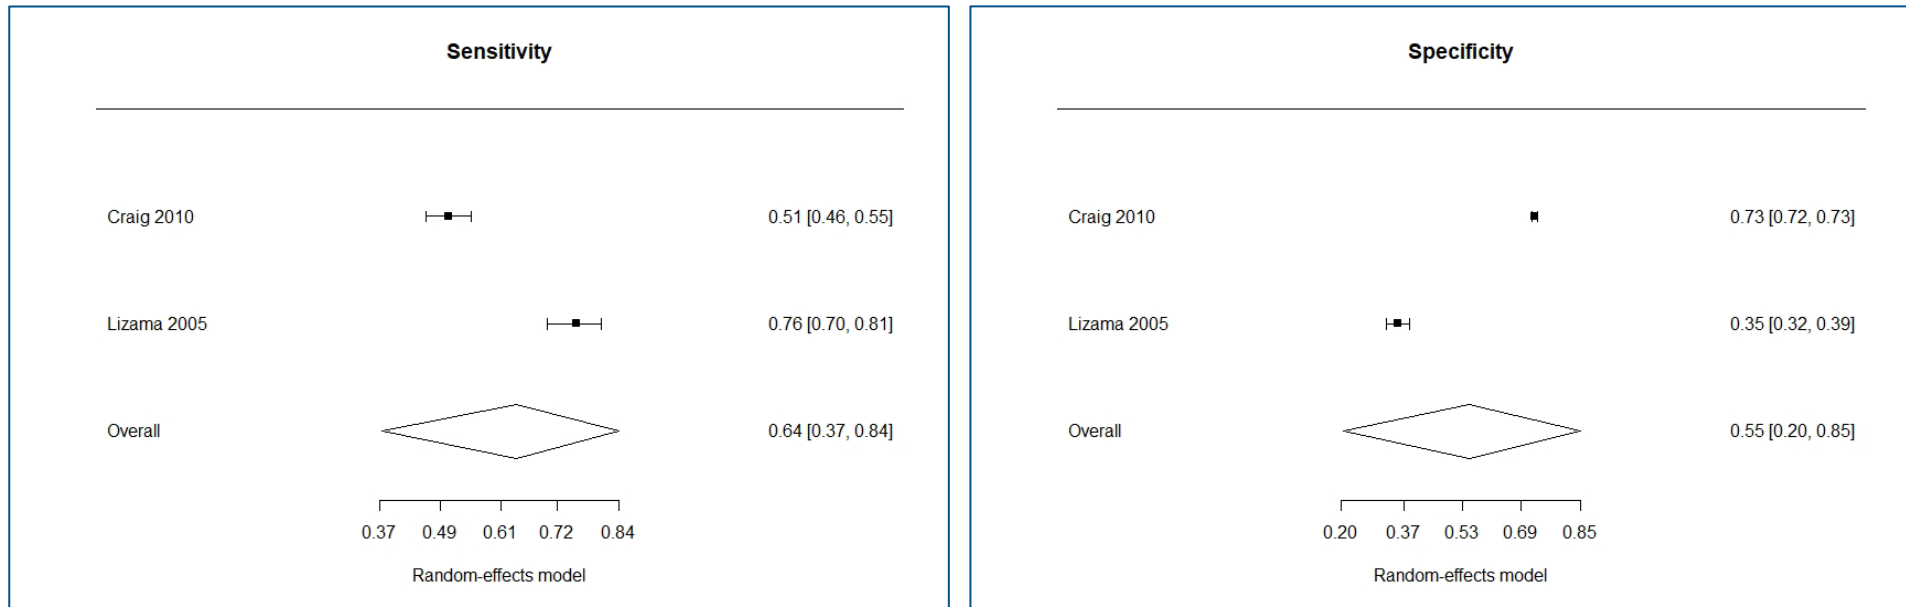 Sensitivity
Craig 2010 0.51 [0.46, 0.55]
Lizama 2005 0.76 [0.70, 0.81]
Overall 0.64 [0.37, 0.84]
0.37 0.49 0.61 0.72 0.84
Random-effects model
Specificity
Craig 2010 0.73 [0.72, 0.73]
Lizama 2005 0.35 [0.32, 0.39]
Overall 0.55 [0.20, 0.85]
0.20 0.37 0.53 0.69 0.85
Random-effects model